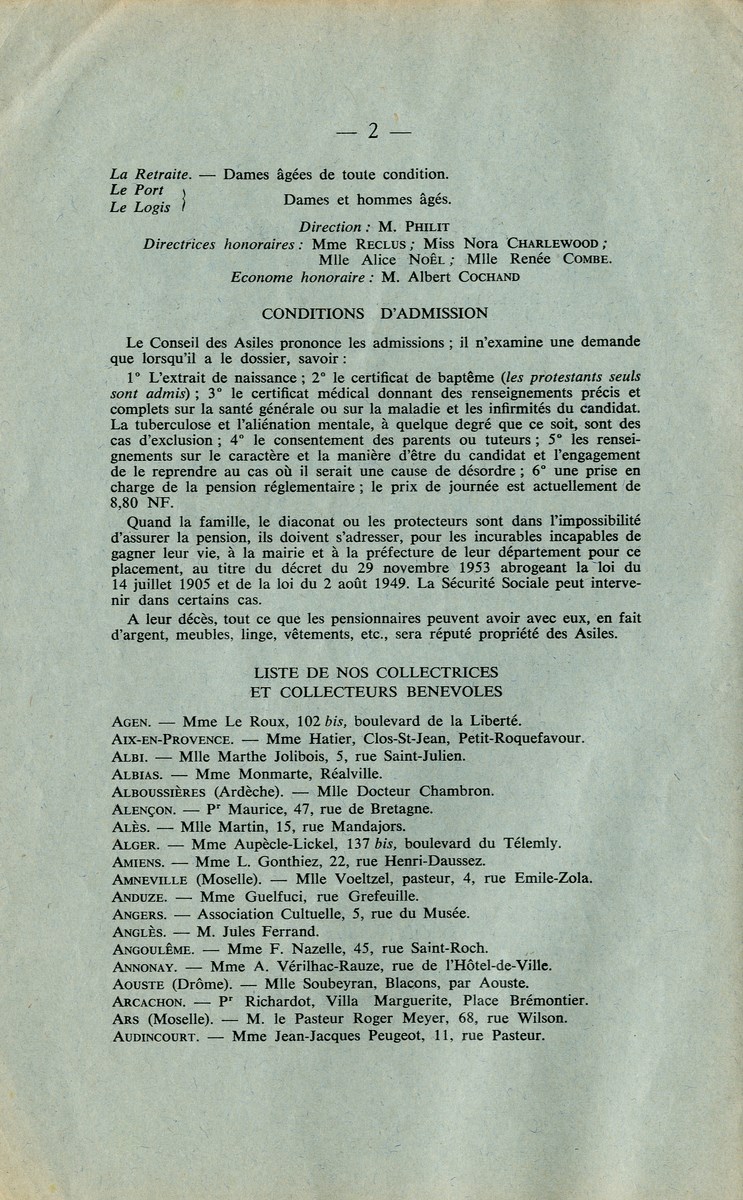 — 2 —
La Retraite. — Dames âgées de toute condition.
Le Port
Le Logis } Dames et hommes âgés.
Direction : M. PHILIT
Directrices honoraires : Mme RECLUS ; Miss Nora CHARLEWOOD ;
Mlle Alice NOÊL ; Mlle Renée COMBE.
Econome honoraire : M. Albert COCHAND
CONDITIONS D'ADMISSION
Le Conseil des Asiles prononce les admissions ; il n'examine une demande
que lorsqu'il a le dossier, savoir :
1° L'extrait de naissance ; 2° le certificat de baptême (les protestants seuls
sont admis) ; 3° le certificat médical donnant des renseignements précis et
complets sur la santé générale ou sur la maladie et les infirmités du candidat.
La tuberculose et l'aliénation mentale, à quelque degré que ce soit, sont des
cas d'exclusion ; 4° le consentement des parents ou tuteurs ; 5° les rensei-
gnements sur le caractère et la manière d'être du candidat et l'engagement
de le reprendre au cas où il serait une cause de désordre ; 6° une prise en
charge de la pension réglementaire ; le prix de journée est actuellement de
8,80 NF.
Quand la famille, le diaconat ou les protecteurs sont dans l'impossibilité
d'assurer la pension, ils doivent s'adresser, pour les incurables incapables de
gagner leur vie, à la mairie et à la préfecture de leur département pour ce
placement, au titre du décret du 29 novembre 1953 abrogeant la loi du
14 juillet 1905 et de la loi du 2 août 1949. La Sécurité Sociale peut interve-
nir dans certains cas.
A leur décès, tout ce que les pensionnaires peuvent avoir avec eux, en fait
d'argent, meubles, linge, vêtements, etc., sera réputé propriété des Asiles.
LISTE DE NOS COLLECTRICES
ET COLLECTEURS BENEVOLES
AGEN. — Mme Le Roux, 102 bis, boulevard de la Liberté.
AIX-EN-PROVENCE. — Mme Hatier, Clos-St-Jean, Petit-Roquefavour.
ALBI. — Mlle Marthe Jolibois, 5, rue Saint-Julien.
ALBIAS. — Mme Monmarte, Réalville.
ALBOUSSIÈRES (Ardèche). — Mlle Docteur Chambron.
ALENÇON. — Pr Maurice, 47, rue de Bretagne.
ALÈS. — Mlle Martin, 15, rue Mandajors.
ALGER. — Mme Aupècle-Lickel, 137 bis, boulevard du Télemly.
AMIENS. — Mme L. Gonthiez, 22, rue Henri-Daussez.
AMNEVILLE (Moselle). — Mlle Voeltzel, pasteur, 4, rue Emile-Zola.
ANDUZE. — Mme Guelfuci, rue Grefeuille.
ANGERS. — Association Cultuelle, 5, rue du Musée.
ANGLÈS. — M. Jules Ferrand.
ANGOULÊME. — Mme F. Nazelle, 45, rue Saint-Roch.
ANNONAY. — Mme A. Vérilhac-Rauze, rue de l'Hôtel-de-Ville.
AOUSTE (Drôme). — Mlle Soubeyran, Blacons, par Aouste.
ARCACHON. — Pr Richardot, Villa Marguerite, Place Brémontier.
ARS (Moselle). — M. le Pasteur Roger Meyer, 68, rue Wilson.
AUDINCOURT. — Mme Jean-Jacques Peugeot, 11, rue Pasteur.